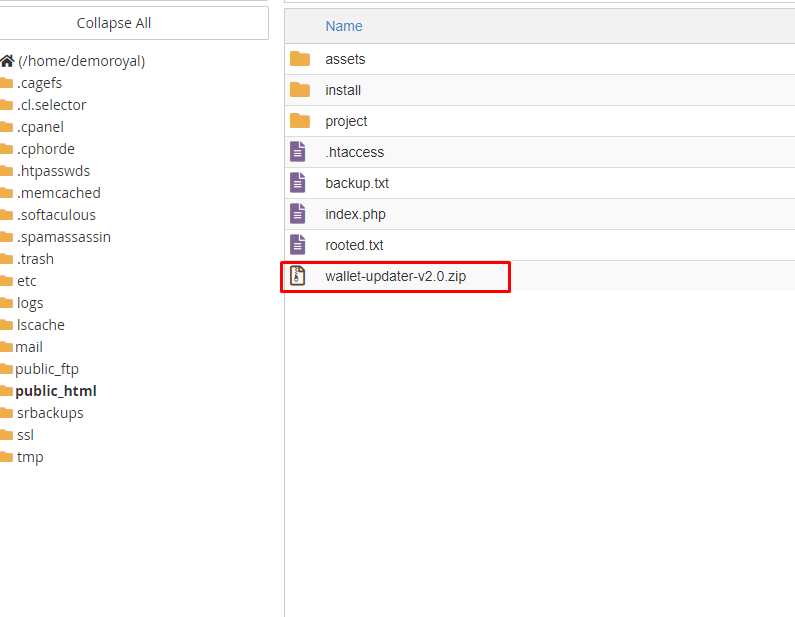 Collapse All
(/home/demoroyal)
.cagefs
.cl.selector
.cpanel
.cphorde
.htpasswds
.memcached
.softaculous
.spamassassin
.trash
etc
logs
lscache
mail
public_ftp
public_html
srbackups
ssl
tmp
Name
assets
install
project
.htaccess
backup.txt
index.php
rooted.txt
wallet-updater-v2.0.zip